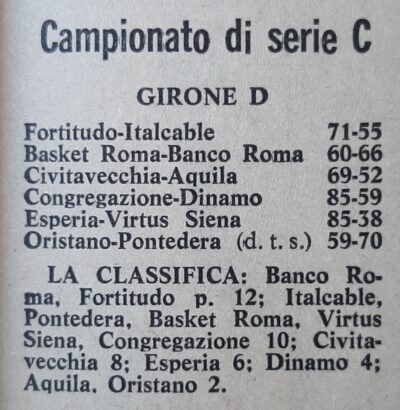 Campionato di serie C
GIRONE D
Fortitudo-Italcable 71-55
Basket Roma-Banco Roma 60-66
Civitavecchia-Aquila 69-52
Congregazione-Dinamo 85-59
Esperia-Virtus Siena 85-38
Oristano-Pontedera (d. t. s.) 59-70
LA CLASSIFICA: Banco Ro-
ma, Fortitudo p. 12; Italcable,
Pontedera, Basket Roma, Virtus
Siena, Congregazione 10; Civita-
vecchia 8; Esperia 6; Dinamo 4;
Aquila, Oristano 2.